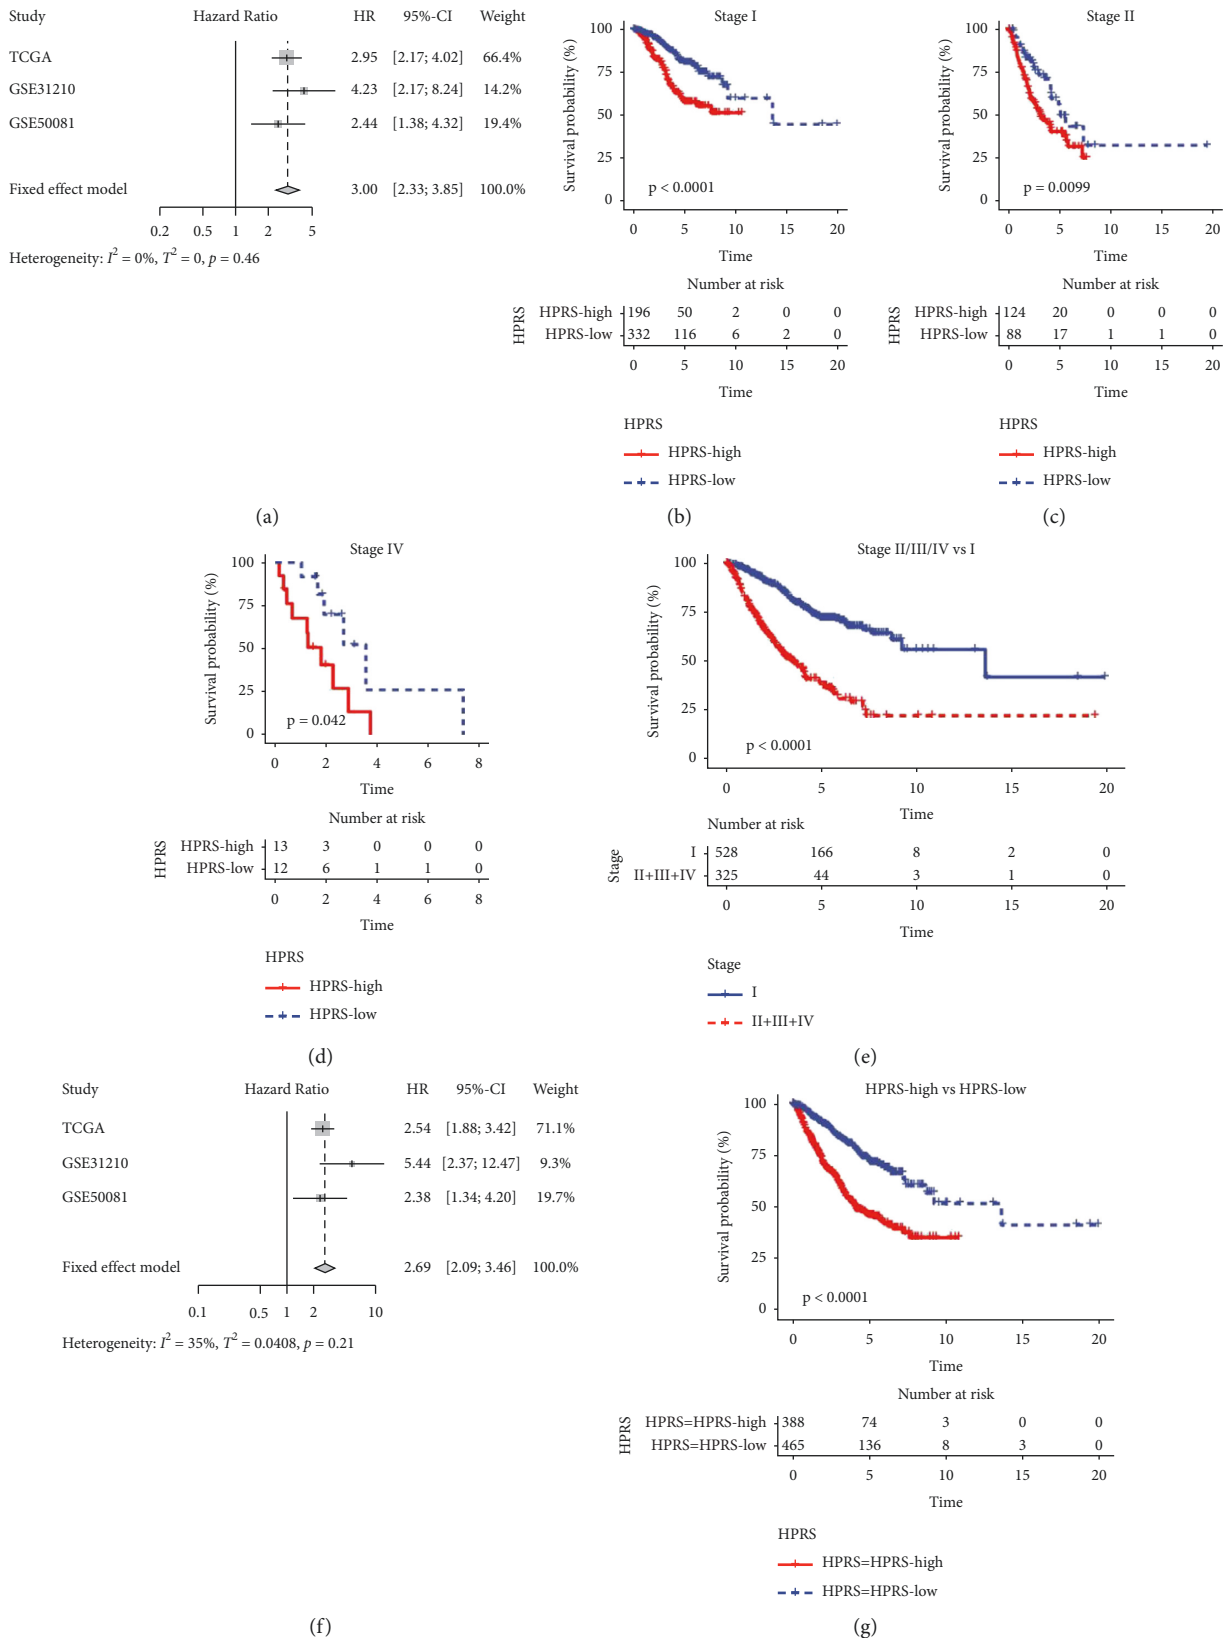 Study Hazard Ratio HR 95%-CI Weight
TCGA 2.95 [2.17; 4.02] 66.4%
GSE31210 4.23 [2.17; 8.24] 14.2%
GSE50081 2.44 [1.38; 4.32] 19.4%
Fixed effect model 3.00 [2.33; 3.85] 100.0%
0.2 0.5 1 2 5
Heterogeneity: I² = 0%, T² = 0, p = 0.46
(a)
Stage I
Survival probability (%)
100
75
50
25
0
p < 0.0001
0 5 10 15 20
Time
Number at risk
HPRS
HPRS-high 196 50 2 0 0
HPRS-low 332 116 6 2 0
0 5 10 15 20
Time
HPRS
HPRS-high
HPRS-low
(b)
Stage II
Survival probability (%)
100
75
50
25
0
p = 0.0099
0 5 10 15 20
Time
Number at risk
HPRS
HPRS-high 124 20 0 0 0
HPRS-low 88 17 1 1 0
0 5 10 15 20
Time
HPRS
HPRS-high
HPRS-low
(c)
Stage IV
Survival probability (%)
100
75
50
25
0
p = 0.042
0 2 4 6 8
Time
Number at risk
HPRS
HPRS-high 13 3 0 0 0
HPRS-low 12 6 1 1 0
0 2 4 6 8
Time
HPRS
HPRS-high
HPRS-low
(d)
Stage II/III/IV vs I
Survival probability (%)
100
75
50
25
0
p < 0.0001
0 5 10 15 20
Time
Number at risk
Stage
I 528 166 8 2 0
II+III+IV 325 44 3 1 0
0 5 10 15 20
Time
Stage
I
II+III+IV
(e)
Study Hazard Ratio HR 95%-CI Weight
TCGA 2.54 [1.88; 3.42] 71.1%
GSE31210 5.44 [2.37; 12.47] 9.3%
GSE50081 2.38 [1.34; 4.20] 19.7%
Fixed effect model 2.69 [2.09; 3.46] 100.0%
0.1 0.5 1 2 10
Heterogeneity: I² = 35%, T² = 0.0408, p = 0.21
(f)
HPRS-high vs HPRS-low
Survival probability (%)
100
75
50
25
0
p < 0.0001
0 5 10 15 20
Time
Number at risk
HPRS
HPRS=HPRS-high 388 74 3 0 0
HPRS=HPRS-low 465 136 8 3 0
0 5 10 15 20
Time
HPRS
HPRS=HPRS-high
HPRS=HPRS-low
(g)